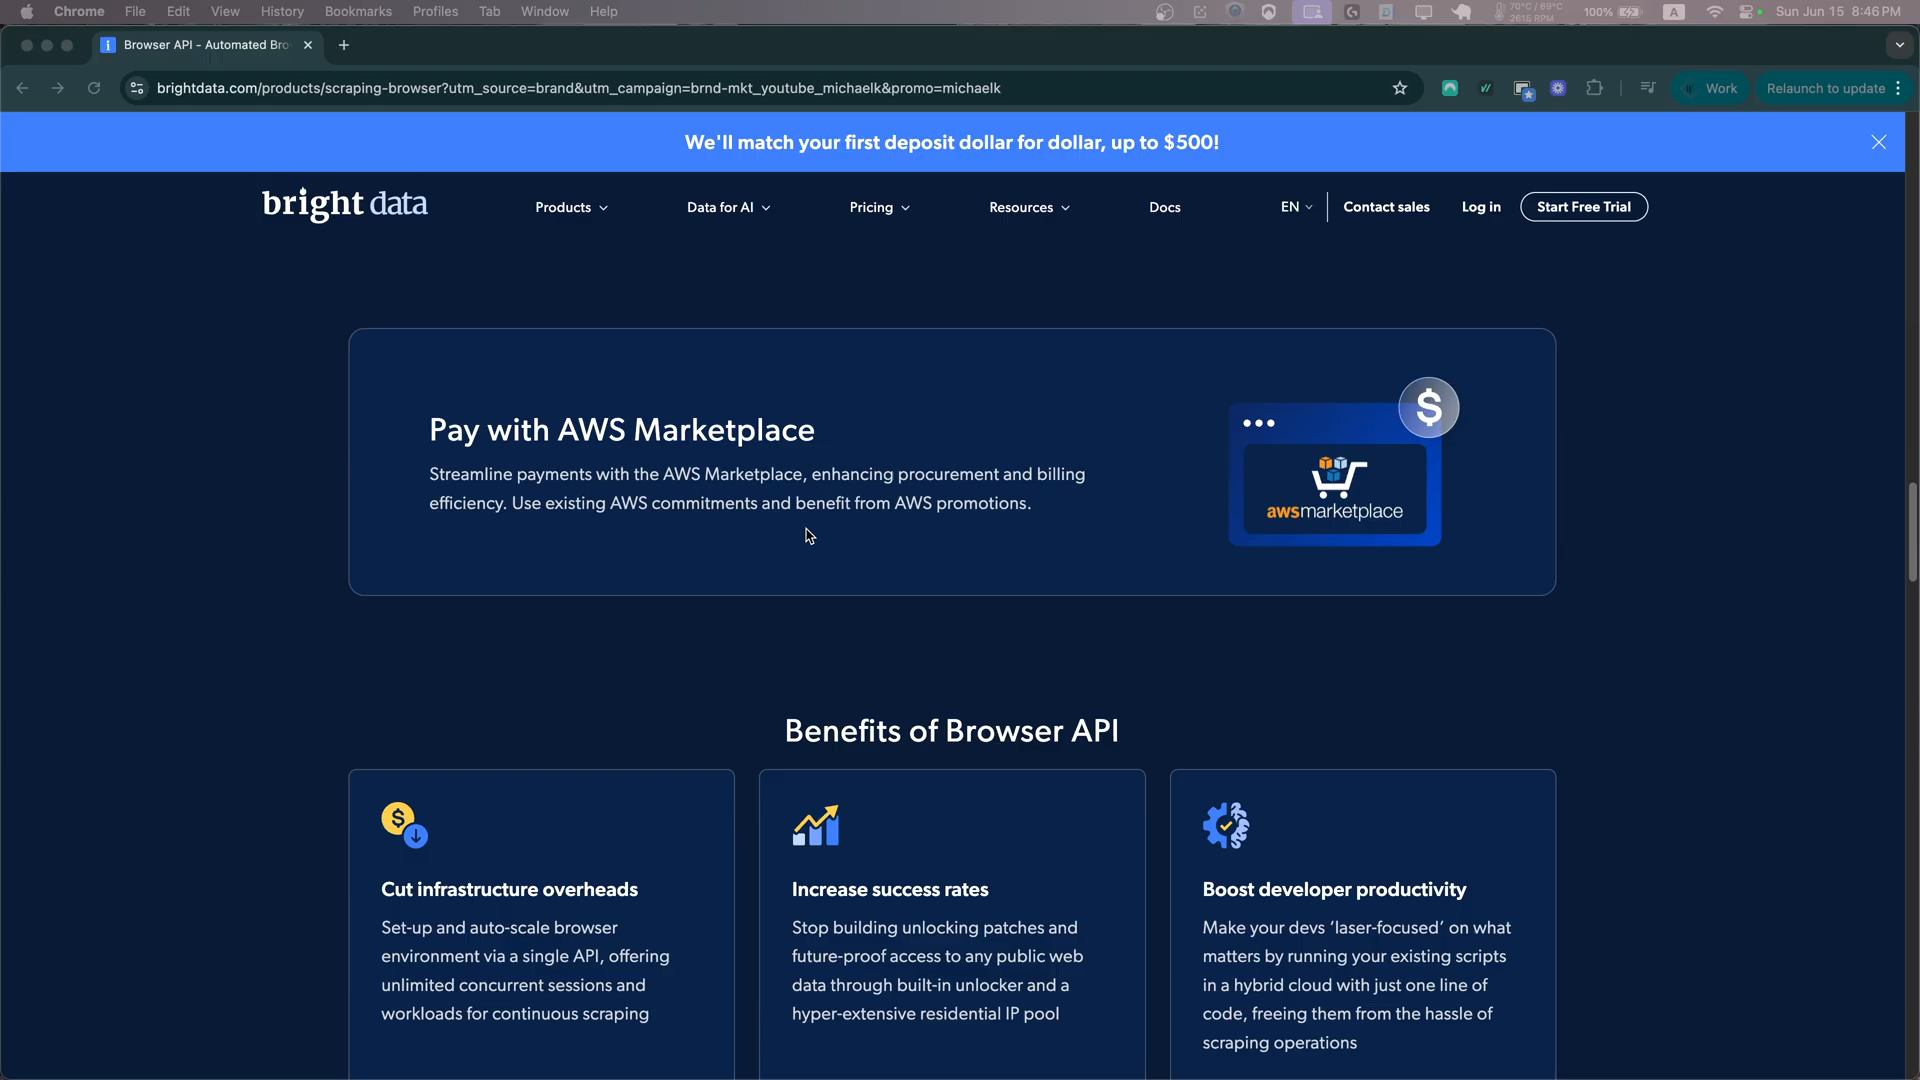 Chrome File Edit View History Bookmarks Profiles Tab Window Help 70°C / 69°C 2615 RPM 100% A Sun Jun 15 8:46 PM
Browser API - Automated Bro
brightdata.com/products/scraping-browser?utm_source=brand&utm_campaign=brnd-mkt_youtube_michaelk&promo=michaelk Work Relaunch to update
We'll match your first deposit dollar for dollar, up to $500!
bright data Products Data for AI Pricing Resources Docs EN Contact sales Log in Start Free Trial
Pay with AWS Marketplace
Streamline payments with the AWS Marketplace, enhancing procurement and billing
efficiency. Use existing AWS commitments and benefit from AWS promotions.
$
awsmarketplace
Benefits of Browser API
$
Cut infrastructure overheads
Set-up and auto-scale browser
environment via a single API, offering
unlimited concurrent sessions and
workloads for continuous scraping
Increase success rates
Stop building unlocking patches and
future-proof access to any public web
data through built-in unlocker and a
hyper-extensive residential IP pool
Boost developer productivity
Make your devs ‘laser-focused’ on what
matters by running your existing scripts
in a hybrid cloud with just one line of
code, freeing them from the hassle of
scraping operations